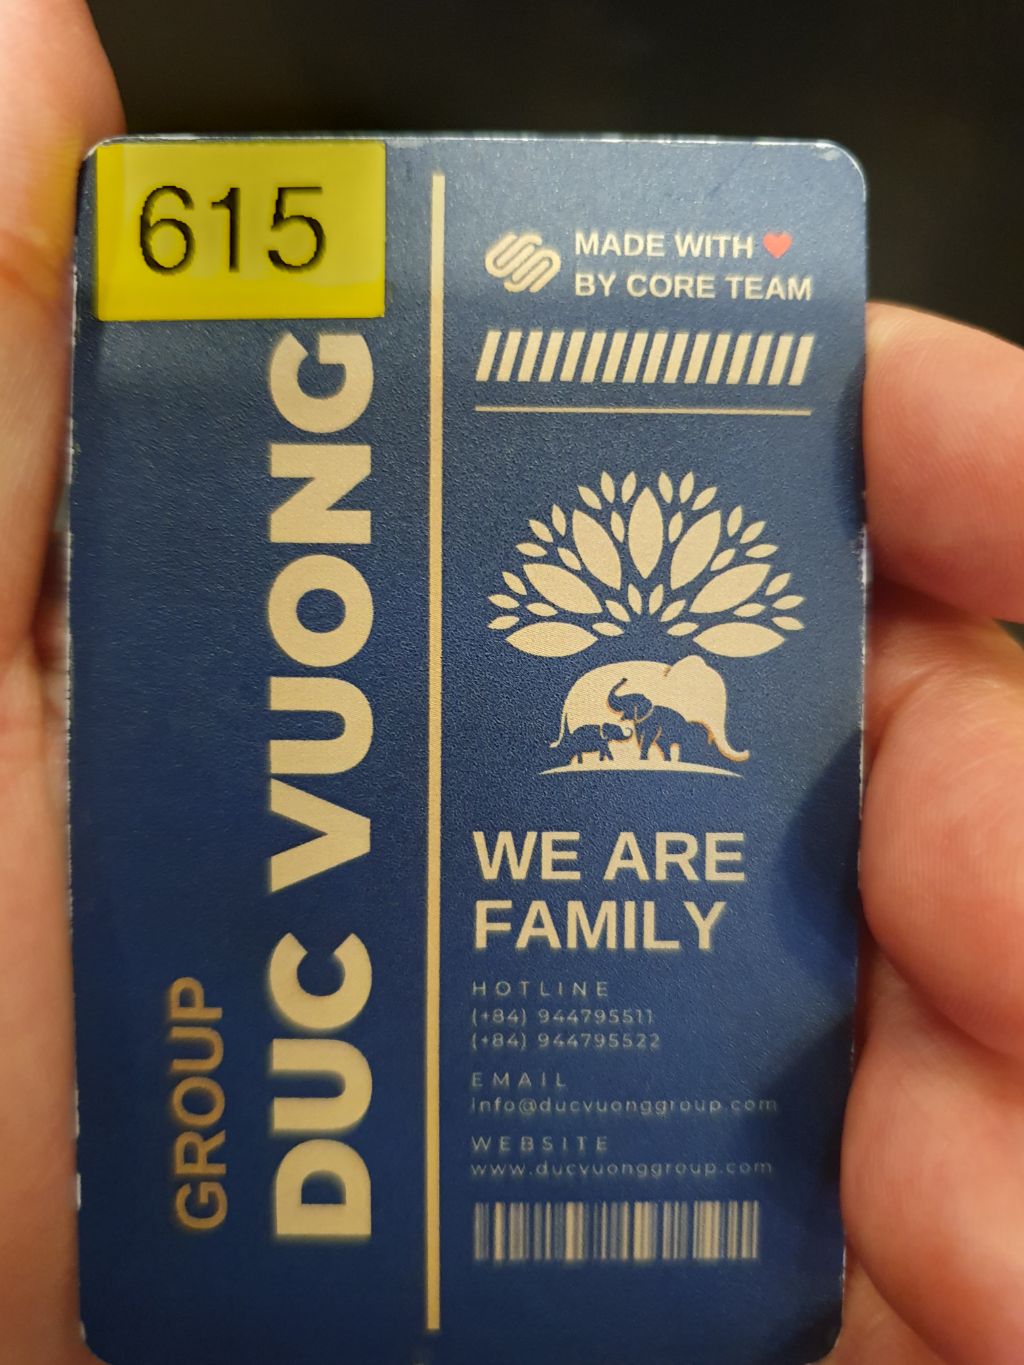 615
DUC VUONG
GROUP
MADE WITH ❤
BY CORE TEAM
WE ARE
FAMILY
HOTLINE
(+84) 944795511
(+84) 944795522
EMAIL
info@ducvuonggroup.com
WEBSITE
www.ducvuonggroup.com